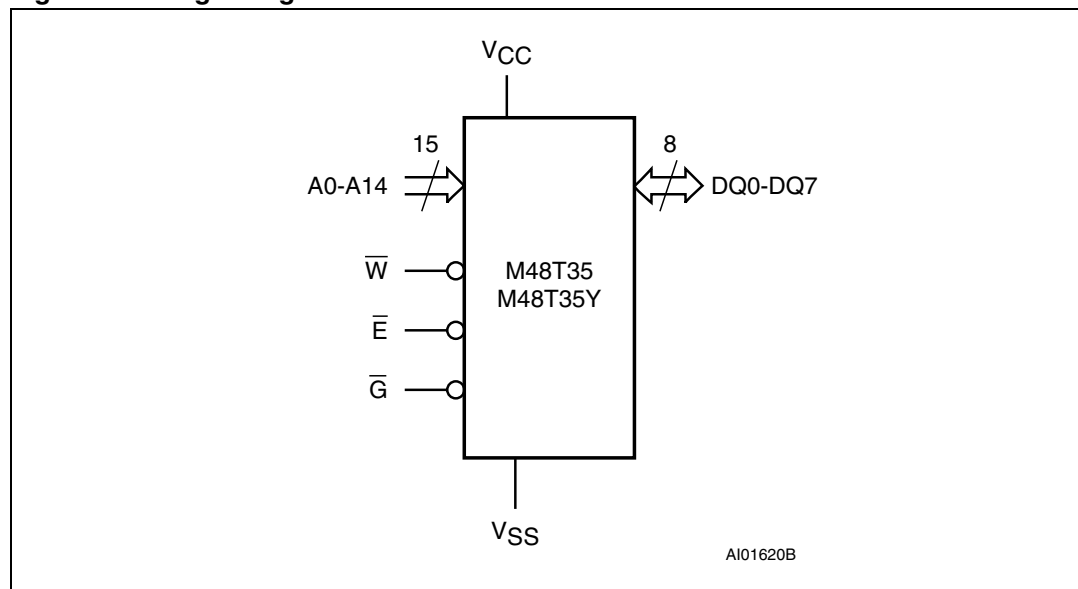 VCC
15
8
A0-A14
DQ0-DQ7
W̅
M48T35
M48T35Y
E̅
G̅
VSS
AI01620B